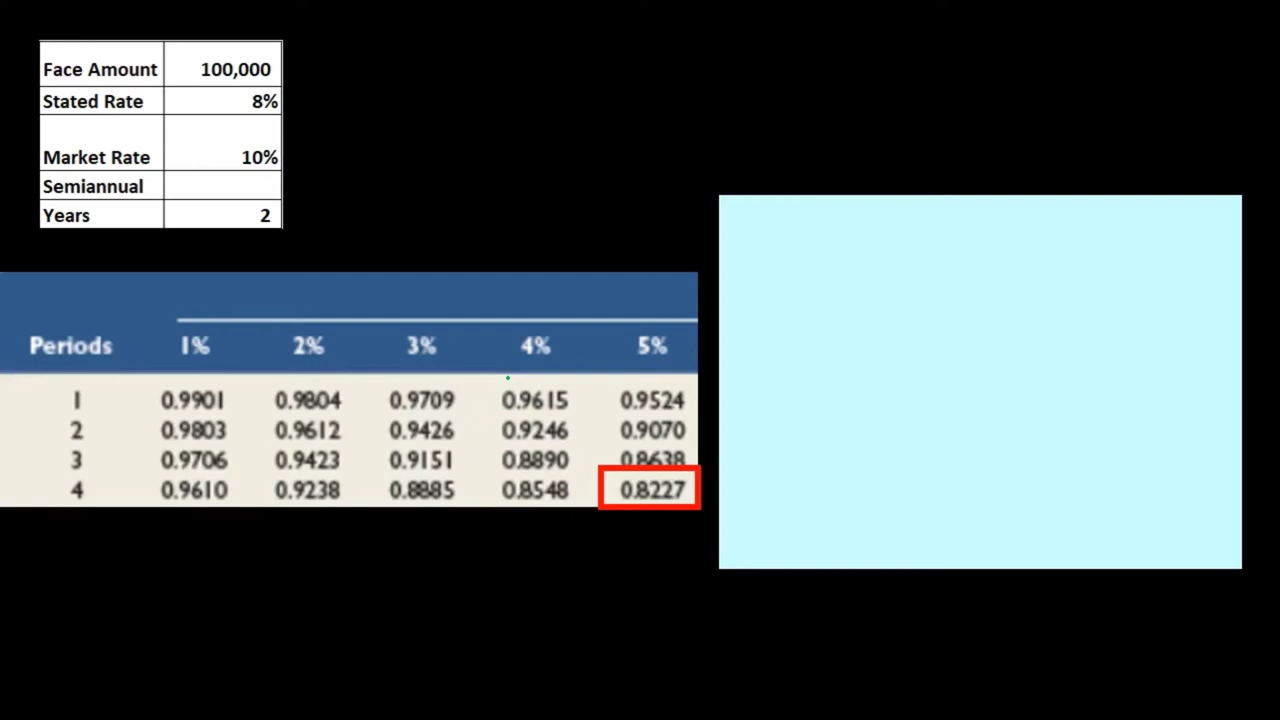 Face Amount 100,000
Stated Rate 8%
Market Rate 10%
Semiannual
Years 2
Periods 1% 2% 3% 4% 5%
1 0.9901 0.9804 0.9709 0.9615 0.9524
2 0.9803 0.9612 0.9426 0.9246 0.9070
3 0.9706 0.9423 0.9151 0.8890 0.8638
4 0.9610 0.9238 0.8885 0.8548 0.8227